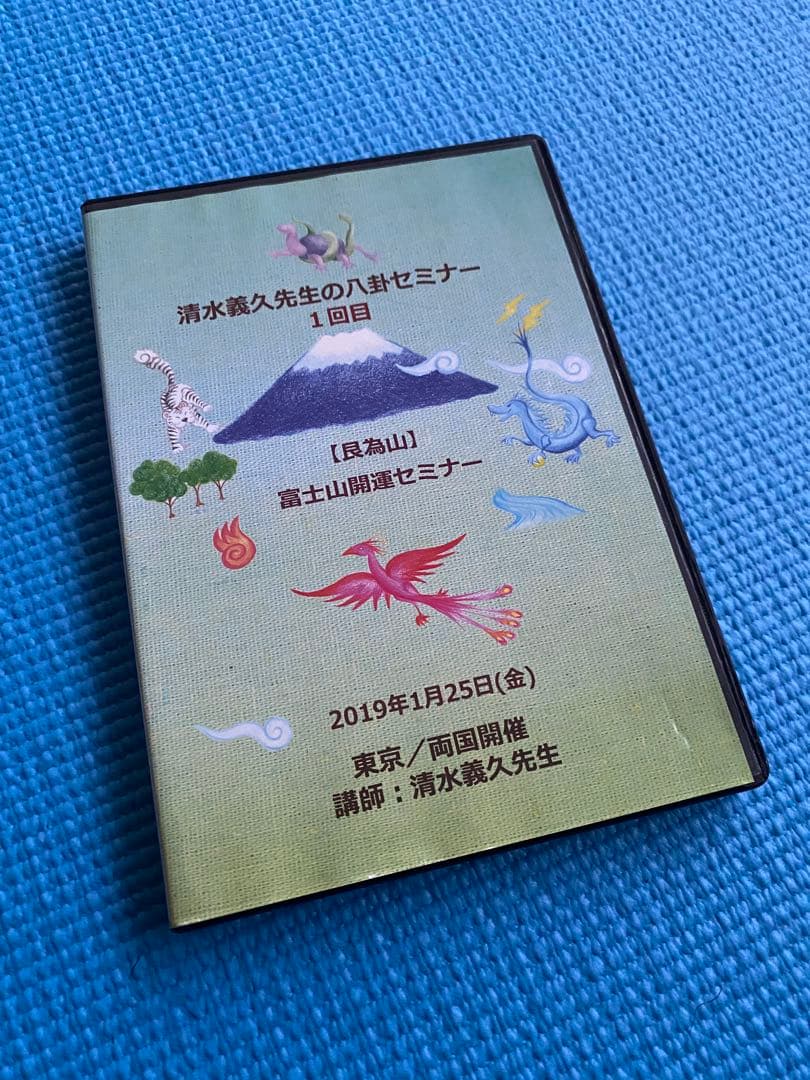 清水義久先生の八卦セミナー
1回目
【艮為山】
富士山開運セミナー
2019年1月25日(金)
東京／両国開催
講師：清水義久先生